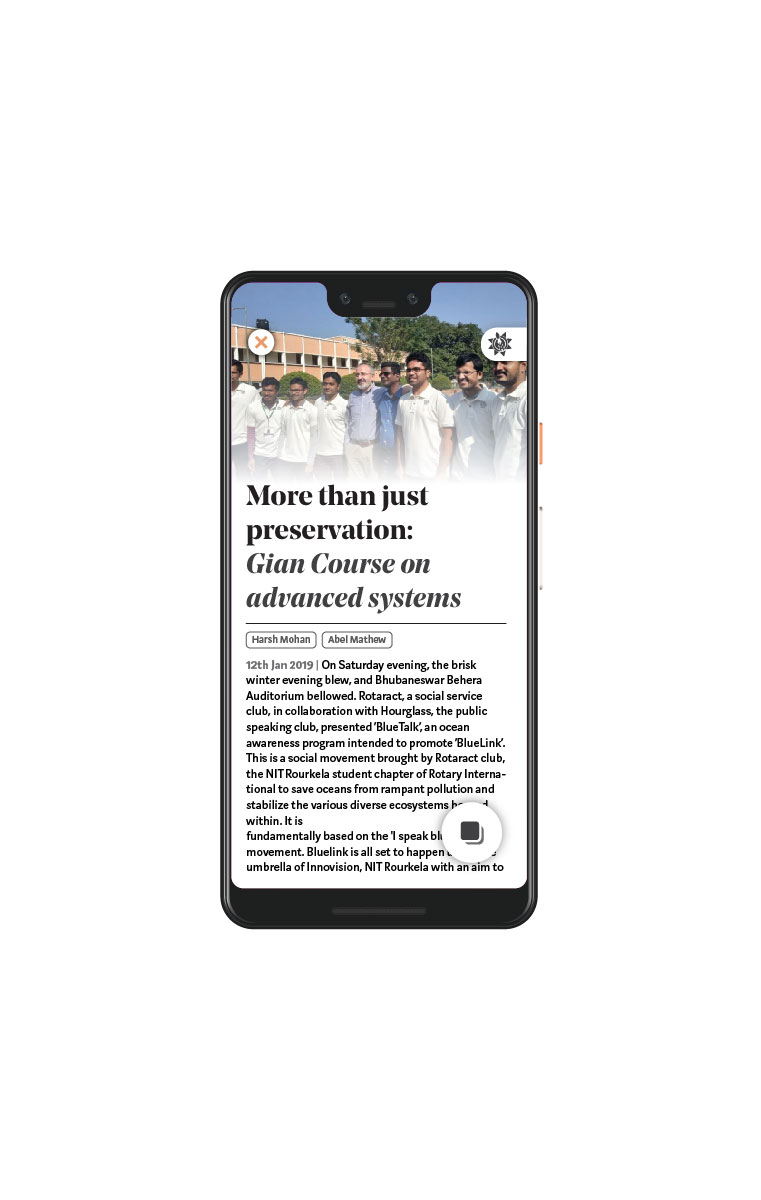 More than just
preservation:
Gian Course on
advanced systems
Harsh Mohan Abel Mathew
12th Jan 2019 | On Saturday evening, the brisk
winter evening blew, and Bhubaneswar Behera
Auditorium bellowed. Rotaract, a social service
club, in collaboration with Hourglass, the public
speaking club, presented 'BlueTalk', an ocean
awareness program intended to promote 'BlueLink'.
This is a social movement brought by Rotaract club,
the NIT Rourkela student chapter of Rotary Interna-
tional to save oceans from rampant pollution and
stabilize the various diverse ecosystems
within. It is
fundamentally based on the 'I speak
movement. Bluelink is all set to happen
umbrella of Innovision, NIT Rourkela with an aim to